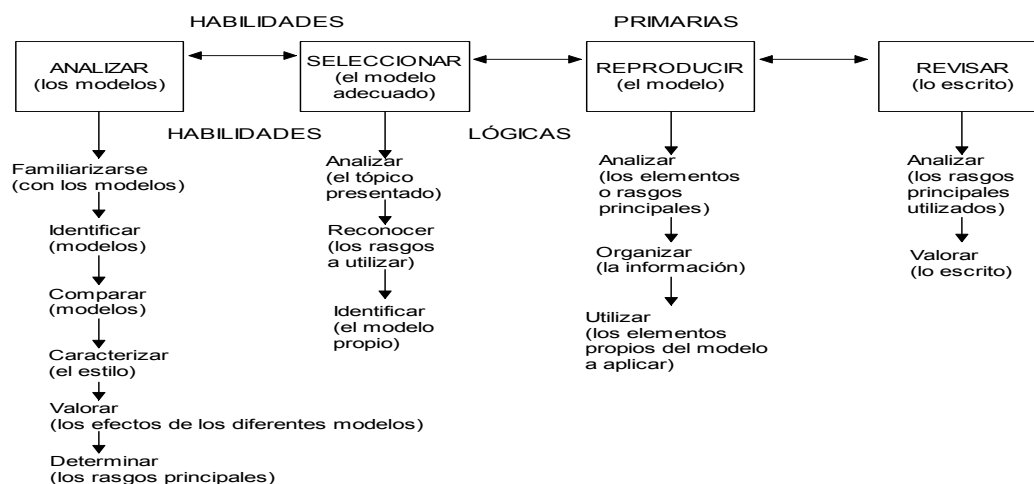 HABILIDADES PRIMARIAS
ANALIZAR
(los modelos)
SELECCIONAR
(el modelo
adecuado)
REPRODUCIR
(el modelo)
REVISAR
(lo escrito)
HABILIDADES LÓGICAS
Familiarizarse
(con los modelos)
Identificar
(modelos)
Comparar
(modelos)
Caracterizar
(el estilo)
Valorar
(los efectos de los diferentes modelos)
Determinar
(los rasgos principales)
Analizar
(el tópico
presentado)
Reconocer
(los rasgos
a utilizar)
Identificar
(el modelo
propio)
Analizar
(los elementos
o rasgos
principales)
Organizar
(la información)
Utilizar
(los elementos
propios del modelo
a aplicar)
Analizar
(los rasgos
principales
utilizados)
Valorar
(lo escrito)